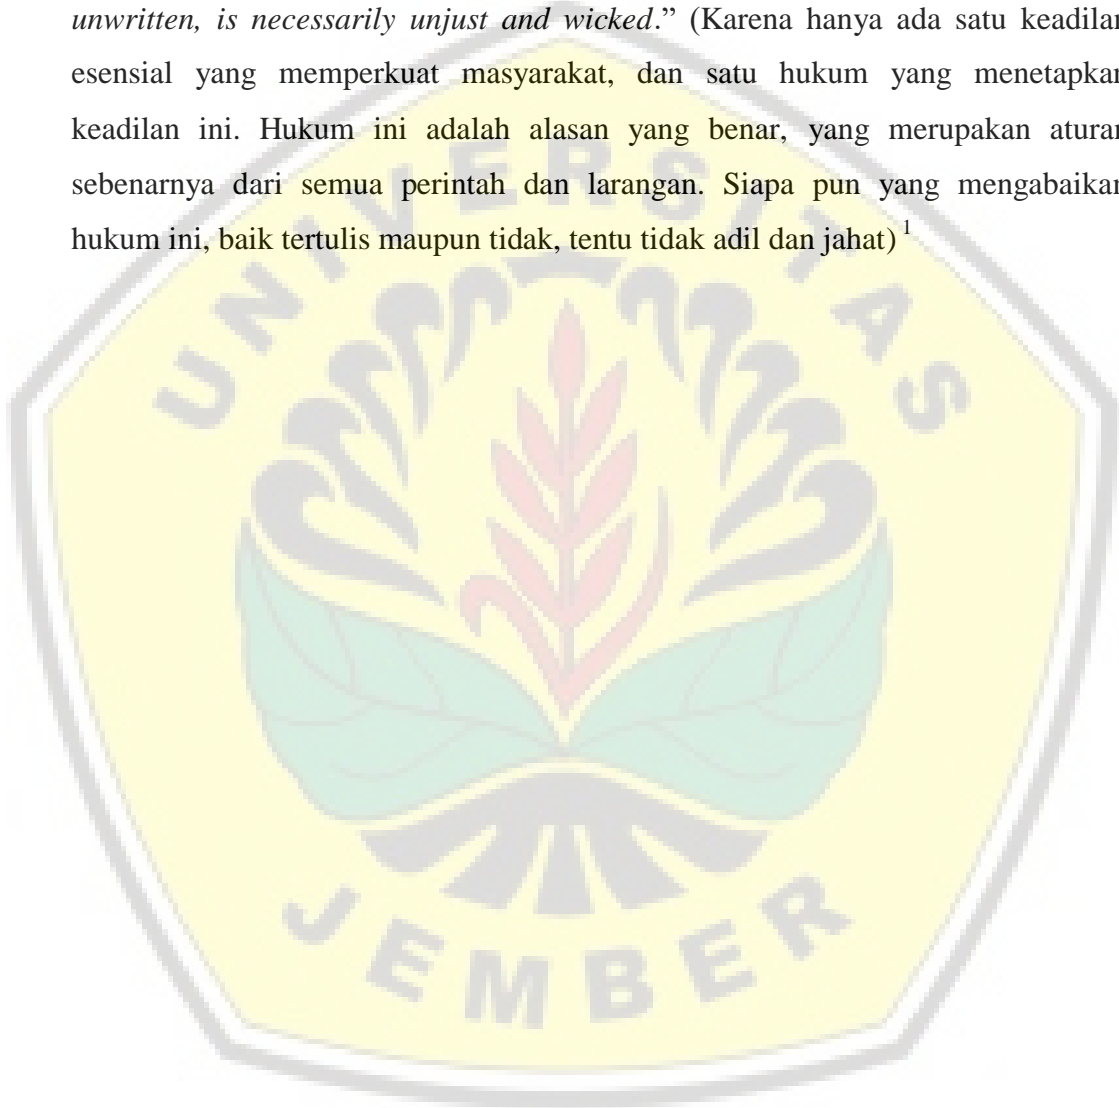 unwritten, is necessarily unjust and wicked.” (Karena hanya ada satu keadilan
esensial yang memperkuat masyarakat, dan satu hukum yang menetapkan
keadilan ini. Hukum ini adalah alasan yang benar, yang merupakan aturan
sebenarnya dari semua perintah dan larangan. Siapa pun yang mengabaikan
hukum ini, baik tertulis maupun tidak, tentu tidak adil dan jahat) 1
UNIVERSITAS
JEMBER